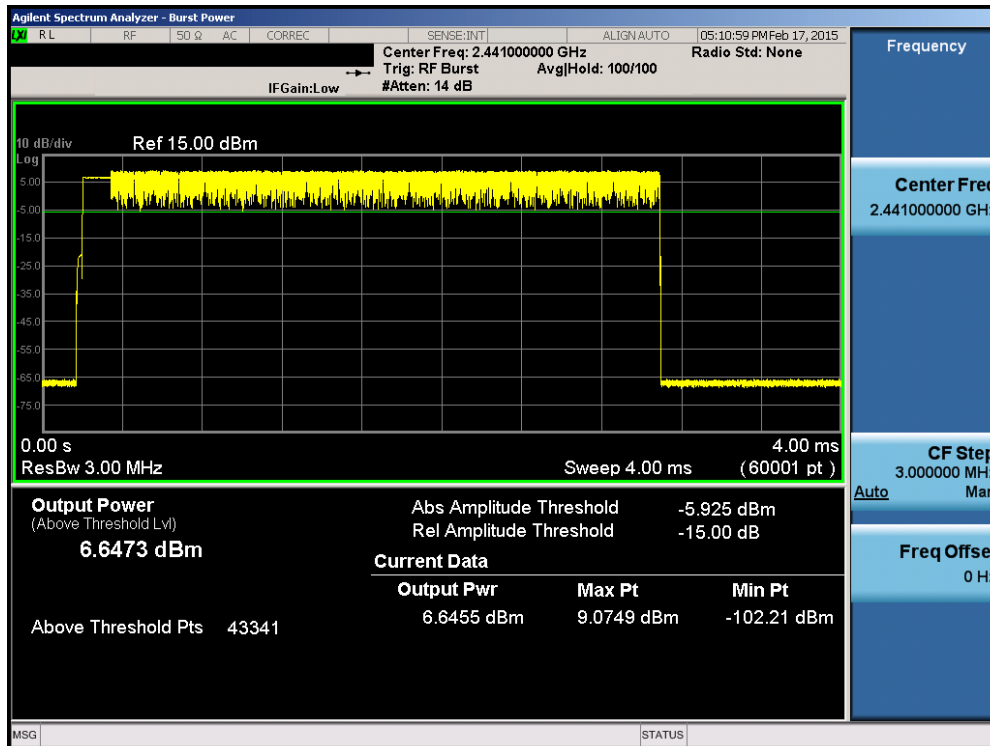 Agilent Spectrum Analyzer - Burst Power
LXI RL RF 50 Ω AC CORREC SENSE:INT ALIGN AUTO 05:10:59 PM Feb 17, 2015
Center Freq: 2.441000000 GHz Radio Std: None
Trig: RF Burst Avg|Hold: 100/100
IFGain:Low #Atten: 14 dB
Frequency
10 dB/div Ref 15.00 dBm
Log
5.00
-5.00
-15.0
-25.0
-35.0
-45.0
-55.0
-65.0
-75.0
0.00 s 4.00 ms
ResBw 3.00 MHz Sweep 4.00 ms (60001 pt )
Center Freq
2.441000000 GHz
CF Step
3.000000 MHz
Auto Man
Freq Offse
0 Hz
Output Power
(Above Threshold Lvl)
6.6473 dBm
Above Threshold Pts 43341
Abs Amplitude Threshold -5.925 dBm
Rel Amplitude Threshold -15.00 dB
Current Data
Output Pwr Max Pt Min Pt
6.6455 dBm 9.0749 dBm -102.21 dBm
MSG STATUS